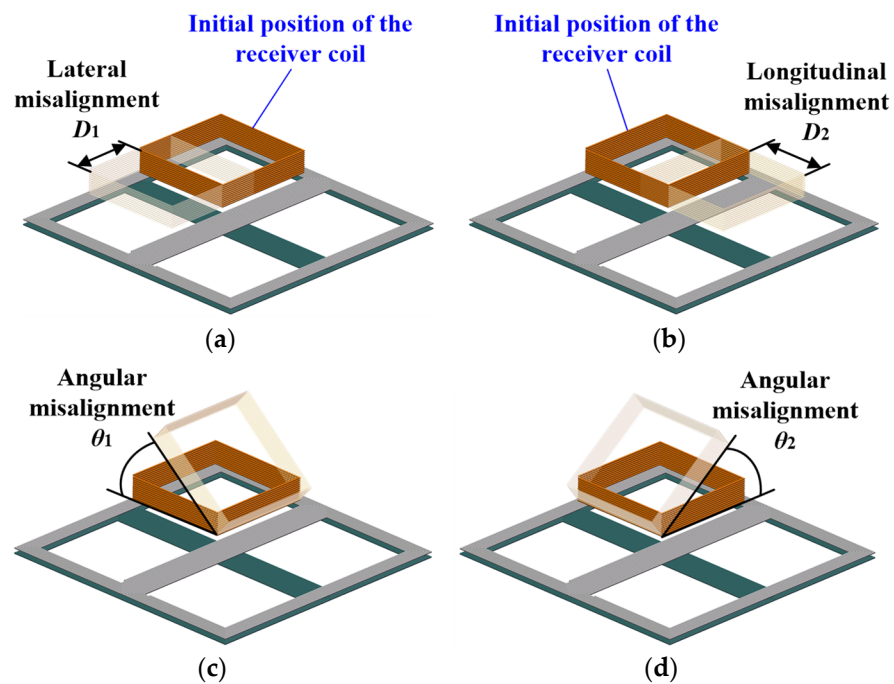 Initial position of the
receiver coil
Lateral
misalignment
D1
(a)
Initial position of the
receiver coil
Longitudinal
misalignment
D2
(b)
Angular
misalignment
θ1
(c)
Angular
misalignment
θ2
(d)